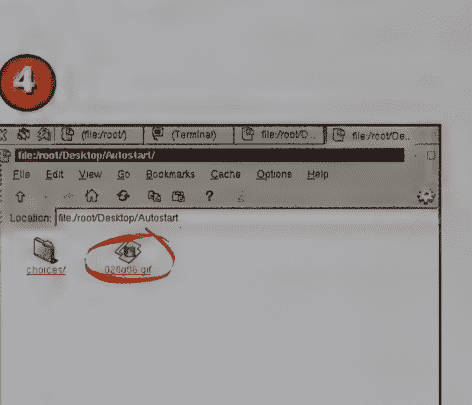 4
(file:/root/)
(Terminal)
file:/root/D...
file:/root/De...
file:/root/Desktop/Autostart/
File Edit View Go Bookmarks Cache Options Help
?
Location: file:/root/Desktop/Autostart
choices/